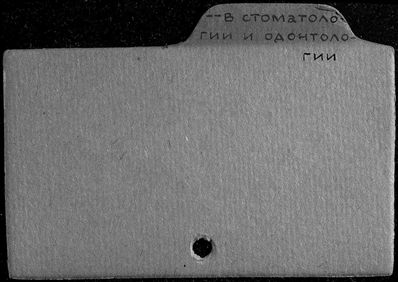 --В стоматоло-
гии и одонтоло-
гии